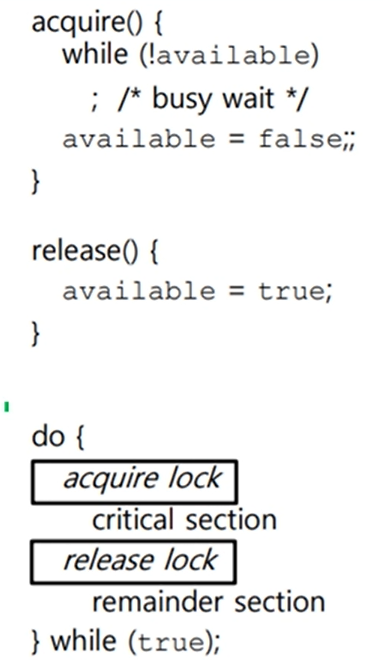 acquire() {
while (!available)
; /* busy wait */
available = false;;
}
release() {
available = true;
}
do {
acquire lock
critical section
release lock
remainder section
} while (true);